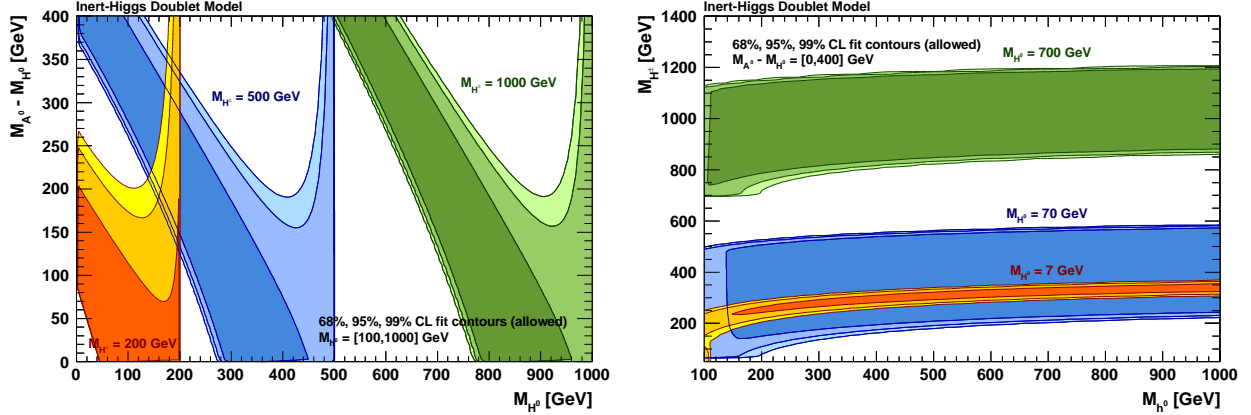 Inert-Higgs Doublet Model
M_A⁰ - M_H⁰ [GeV]
400
350
300
250
200
150
100
50
0
M_H± = 500 GeV
M_H± = 1000 GeV
M_H± = 200 GeV
68%, 95%, 99% CL fit contours (allowed)
M_h⁰ = [100,1000] GeV
0 100 200 300 400 500 600 700 800 900 1000
M_H⁰ [GeV]
Inert-Higgs Doublet Model
M_H± [GeV]
1400
1200
1000
800
600
400
200
68%, 95%, 99% CL fit contours (allowed)
M_A⁰ - M_H⁰ = [0,400] GeV
M_H⁰ = 700 GeV
M_H⁰ = 70 GeV
M_H⁰ = 7 GeV
100 200 300 400 500 600 700 800 900 1000
M_h⁰ [GeV]